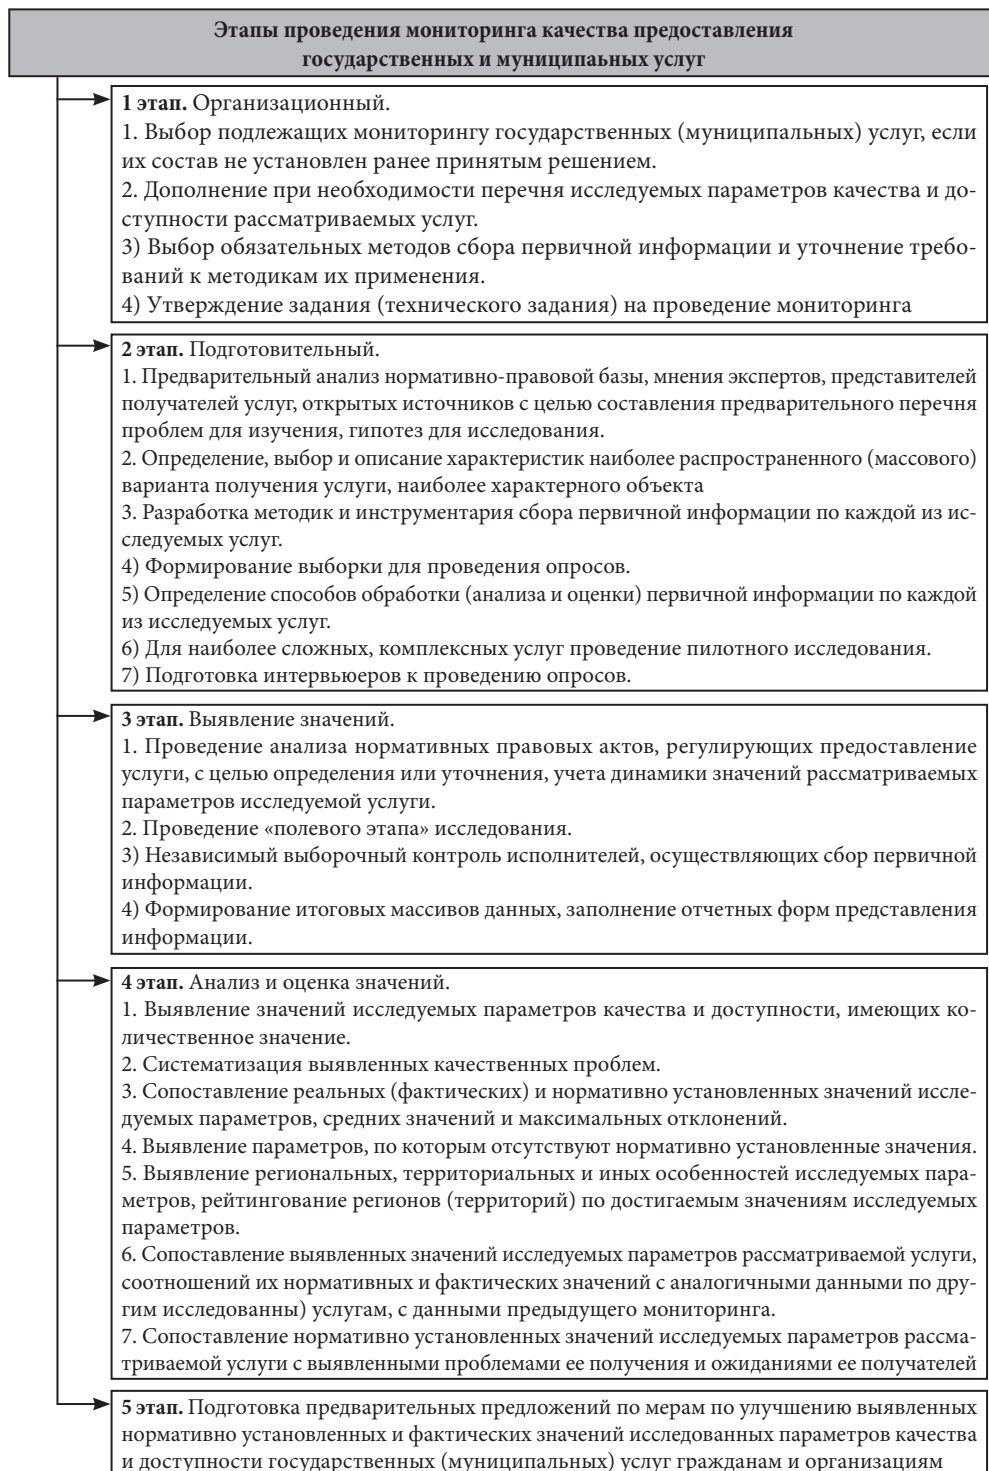 Этапы проведения мониторинга качества предоставления
государственных и муниципаьных услуг
1 этап. Организационный.
1. Выбор подлежащих мониторингу государственных (муниципальных) услуг, если
их состав не установлен ранее принятым решением.
2. Дополнение при необходимости перечня исследуемых параметров качества и до-
ступности рассматриваемых услуг.
3) Выбор обязательных методов сбора первичной информации и уточнение требо-
ваний к методикам их применения.
4) Утверждение задания (технического задания) на проведение мониторинга
2 этап. Подготовительный.
1. Предварительный анализ нормативно-правовой базы, мнения экспертов, представителей
получателей услуг, открытых источников с целью составления предварительного перечня
проблем для изучения, гипотез для исследования.
2. Определение, выбор и описание характеристик наиболее распространенного (массового)
варианта получения услуги, наиболее характерного объекта
3. Разработка методик и инструментария сбора первичной информации по каждой из ис-
следуемых услуг.
4) Формирование выборки для проведения опросов.
5) Определение способов обработки (анализа и оценки) первичной информации по каждой
из исследуемых услуг.
6) Для наиболее сложных, комплексных услуг проведение пилотного исследования.
7) Подготовка интервьюеров к проведению опросов.
3 этап. Выявление значений.
1. Проведение анализа нормативных правовых актов, регулирующих предоставление
услуги, с целью определения или уточнения, учета динамики значений рассматриваемых
параметров исследуемой услуги.
2. Проведение «полевого этапа» исследования.
3) Независимый выборочный контроль исполнителей, осуществляющих сбор первичной
информации.
4) Формирование итоговых массивов данных, заполнение отчетных форм представления
информации.
4 этап. Анализ и оценка значений.
1. Выявление значений исследуемых параметров качества и доступности, имеющих ко-
личественное значение.
2. Систематизация выявленных качественных проблем.
3. Сопоставление реальных (фактических) и нормативно установленных значений иссле-
дуемых параметров, средних значений и максимальных отклонений.
4. Выявление параметров, по которым отсутствуют нормативно установленные значения.
5. Выявление региональных, территориальных и иных особенностей исследуемых пара-
метров, рейтингование регионов (территорий) по достигаемым значениям исследуемых
параметров.
6. Сопоставление выявленных значений исследуемых параметров рассматриваемой услуги,
соотношений их нормативных и фактических значений с аналогичными данными по дру-
гим исследованны) услугам, с данными предыдущего мониторинга.
7. Сопоставление нормативно установленных значений исследуемых параметров рассма-
триваемой услуги с выявленными проблемами ее получения и ожиданиями ее получателей
5 этап. Подготовка предварительных предложений по мерам по улучшению выявленных
нормативно установленных и фактических значений исследованных параметров качества
и доступности государственных (муниципальных) услуг гражданам и организациям